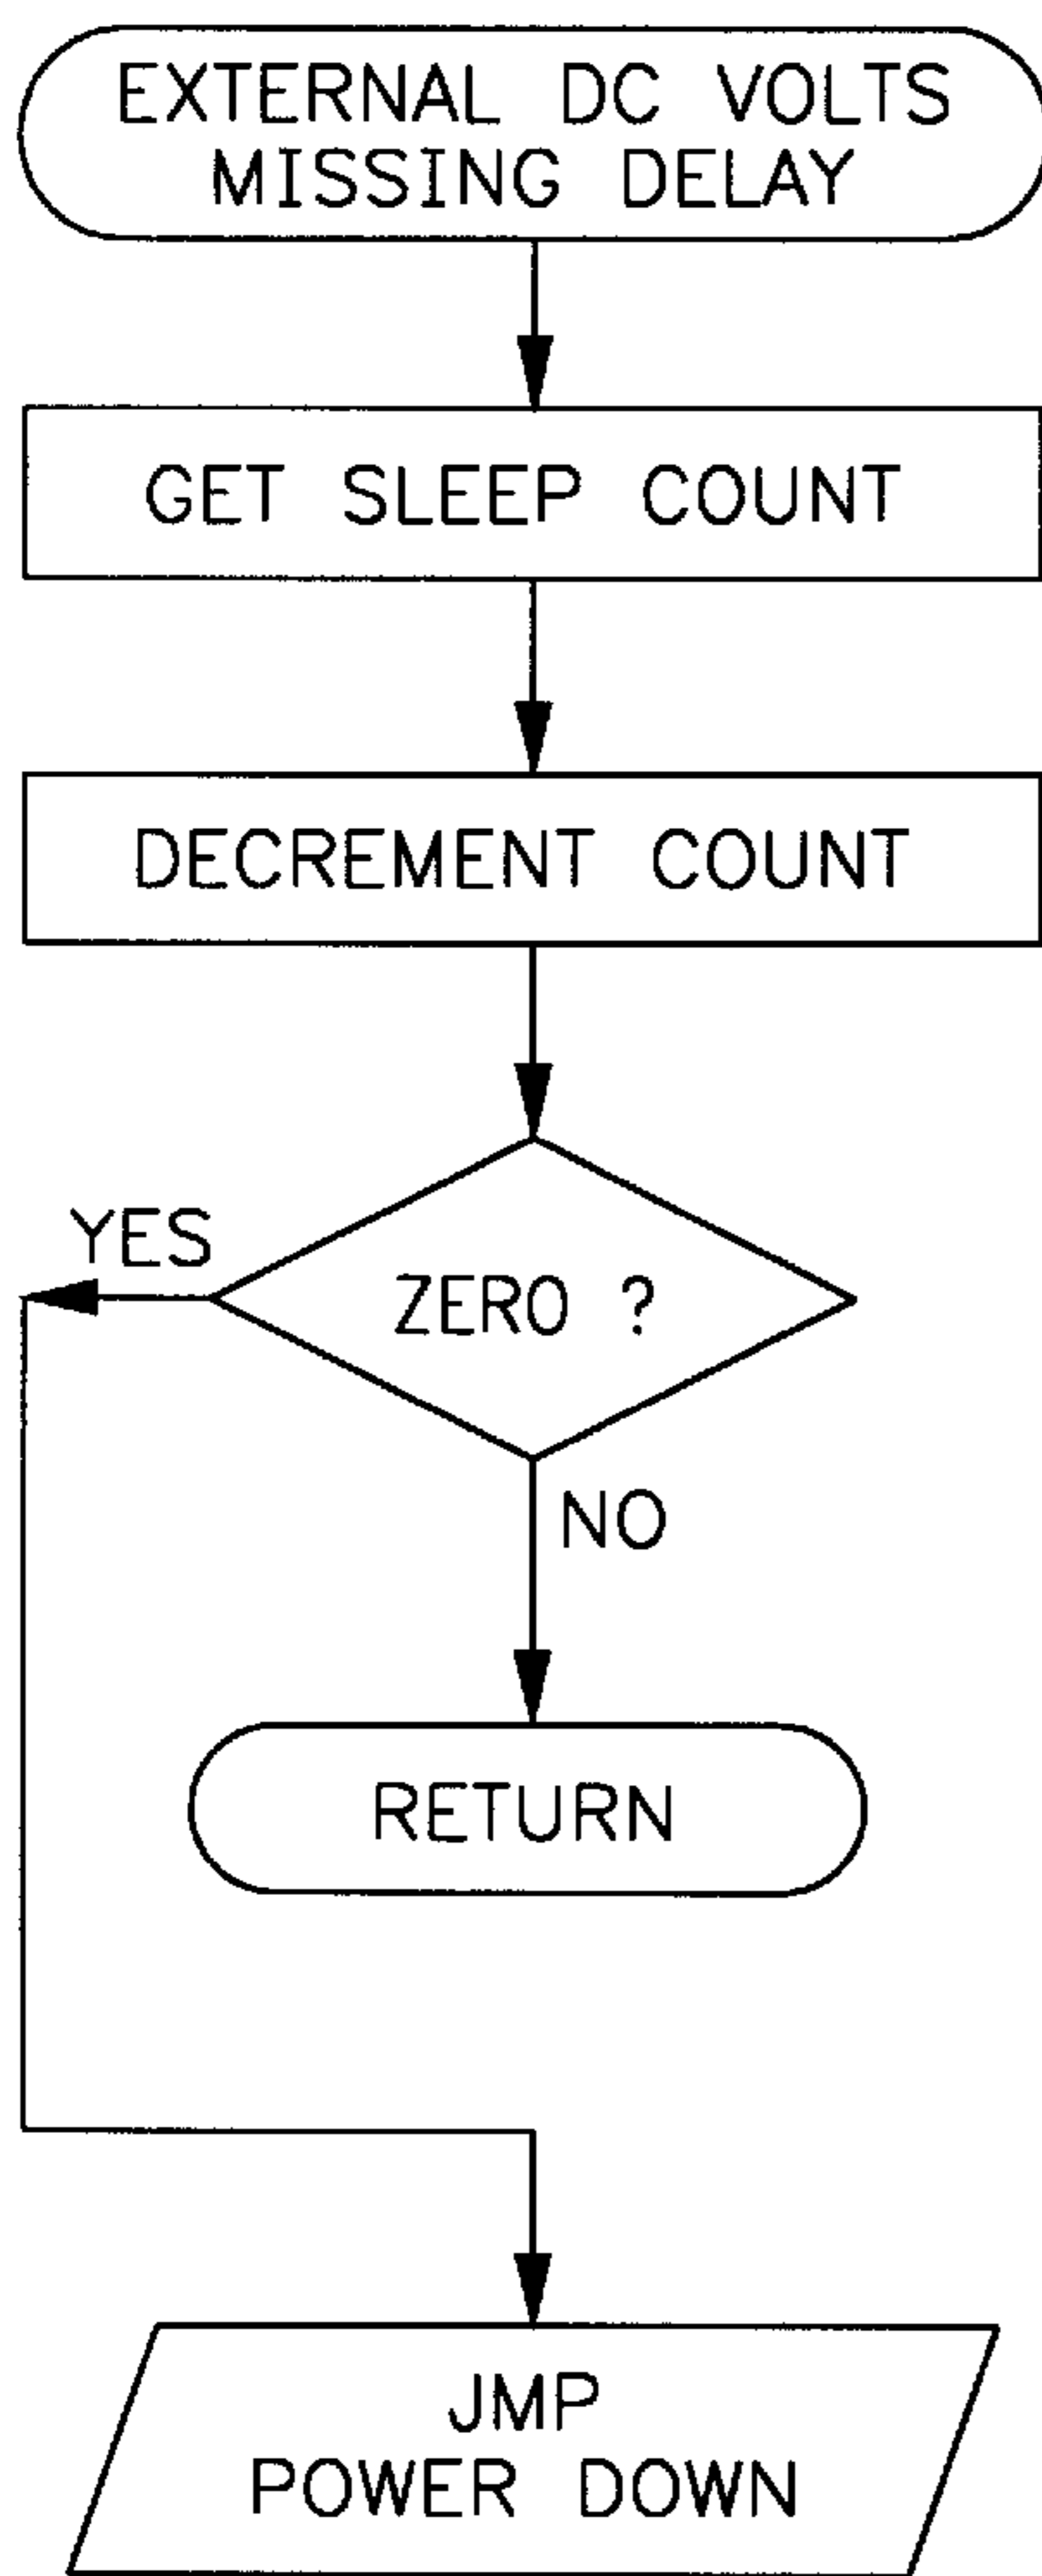 EXTERNAL DC VOLTS
MISSING DELAY
GET SLEEP COUNT
DECREMENT COUNT
YES
ZERO ?
NO
RETURN
JMP
POWER DOWN